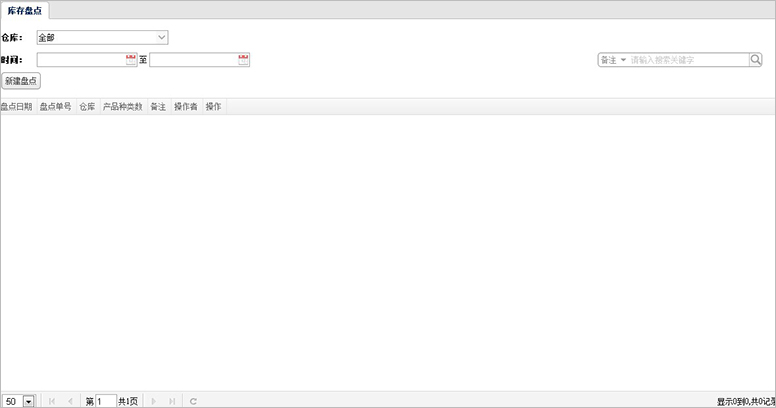 库存盘点
仓库： 全部
时间： 至
备注 请输入搜索关键字
新建盘点
盘点日期 盘点单号 仓库 产品种类数 备注 操作者 操作
50 第 1 共1页 显示0到0,共0记录